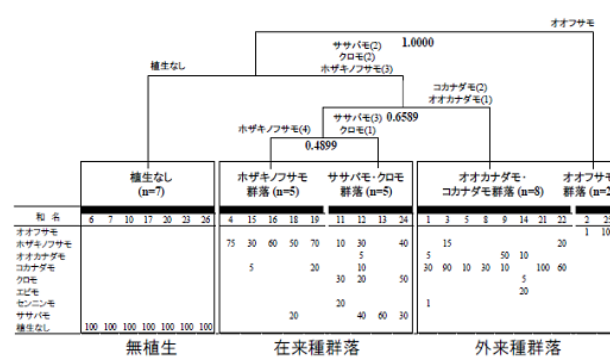 オオフサモ
ササバモ(2) 1.0000
クロモ(2)
植生なし ホザキノフサモ(3)
コカナダモ(2)
オオカナダモ(1)
ササバモ(3) 0.6589
ホザキノフサモ(4) クロモ(1)
0.4899
植生なし ホザキノフサモ ササバモ・クロモ オオカナダモ・ オオフサモ
(n=7) 群落 (n=5) 群落 (n=5) コカナダモ群落 (n=8) 群落 (n=2
和 名 6 7 10 17 20 23 26 4 15 16 18 19 11 12 13 24 1 3 5 8 9 14 21 22 2 25
オオフサモ 1 10
ホザキノフサモ 75 30 60 50 70 10 30 40 15 20
オオカナダモ 5 5 50 10
コカナダモ 5 20 10 30 90 10 30 10 100 60
クロモ 30 20 50 5
エビモ 20
センニンモ 20 1
ササバモ 20 40 60 30
植生なし 100 100 100 100 100 100 100
無植生 在来種群落 外来種群落